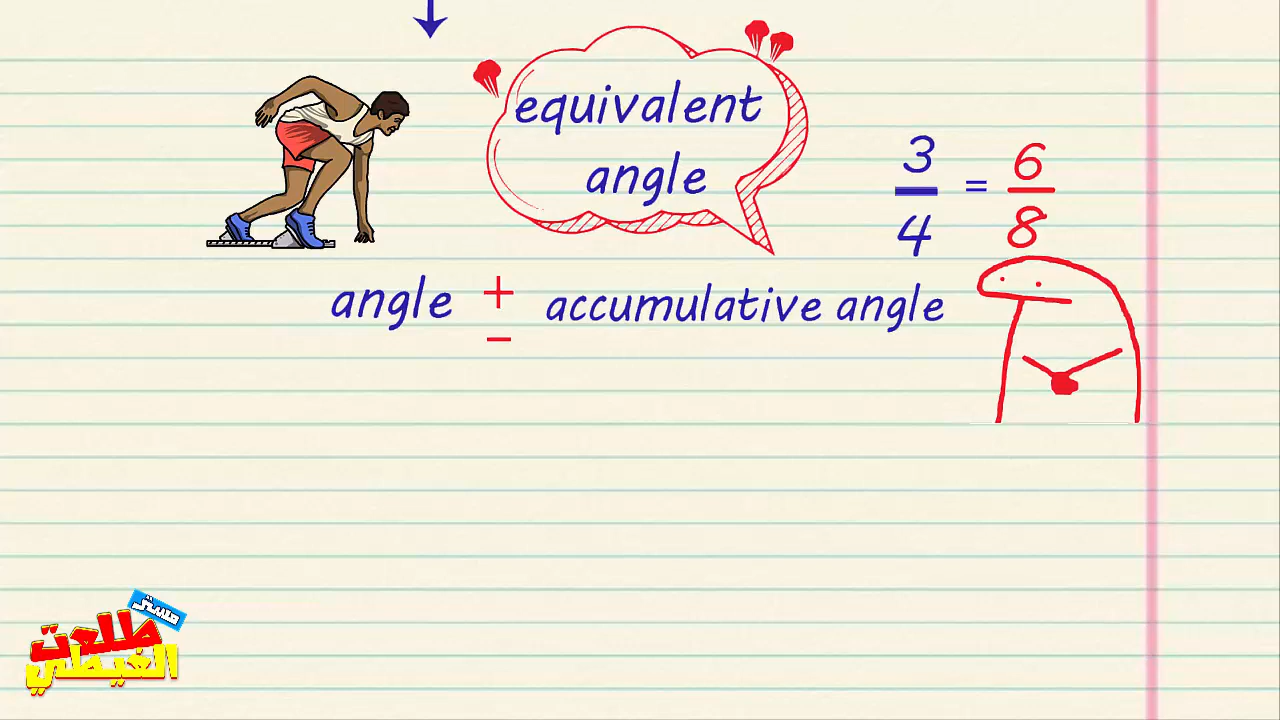 equivalent
angle
3/4 = 6/8
angle ± accumulative angle
مستر
طلعت
الغيطي